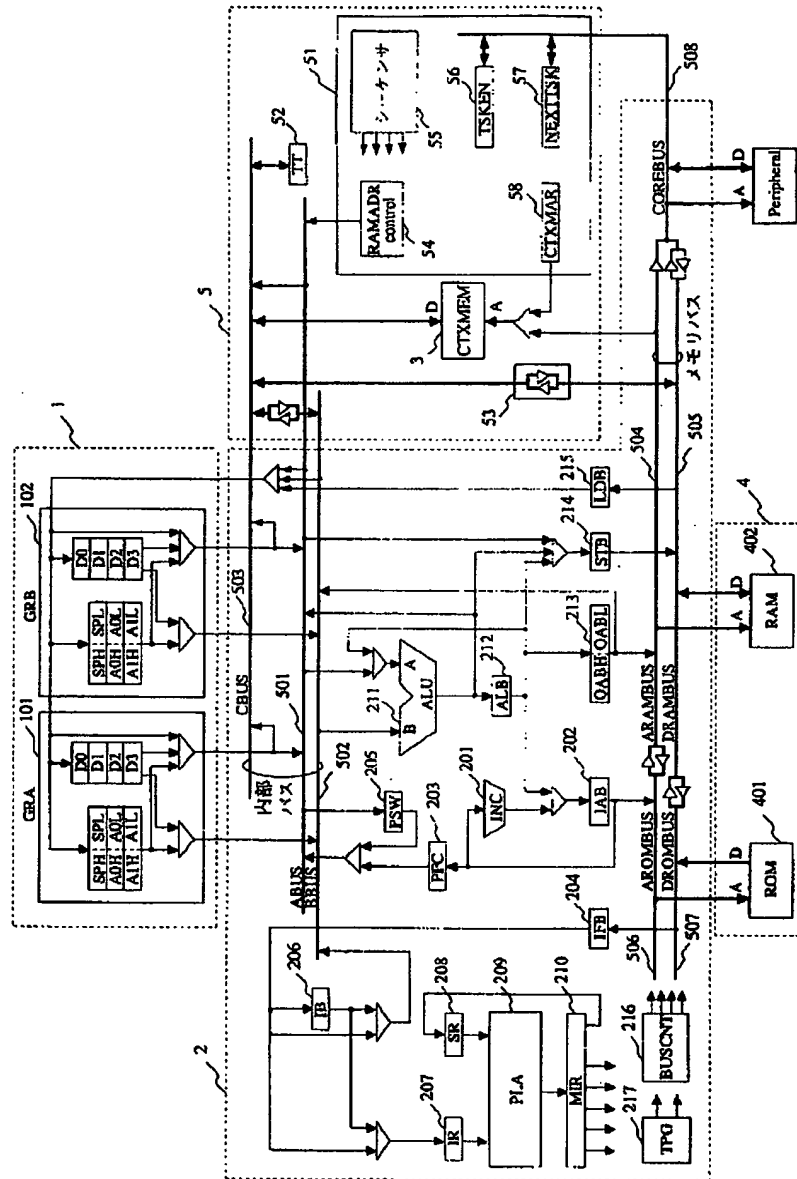 1
101
GRA
SPH SPL
A0H A0L
A1H A1L
D0
D1
D2
D3
102
GRB
SPH SPL
A0H A0L
A1H A1L
D0
D1
D2
D3
5
CBUS
503
内部
バス
501
ABUS
BBUS
502
TT
52
51
RAMADR
control
54
シーケンサ
55
TSKEN
56
NEXTTSK
57
CTXMAR
58
CTXMEM
3
D
A
53
508
2
IB
206
IR
207
SR
208
PLA
209
MIR
210
TPG
217
BUSCNT
216
IFB
204
PSW
205
PFC
203
INC
201
IAB
202
B
A
ALU
211
ALB
212
OABH OABL
213
STB
214
LDB
215
AROMBUS
DROMBUS
506
507
ARAMBUS
DRAMBUS
504
505
メモリバス
COREBUS
A
D
Peripheral
4
A
D
ROM
401
A
D
RAM
402